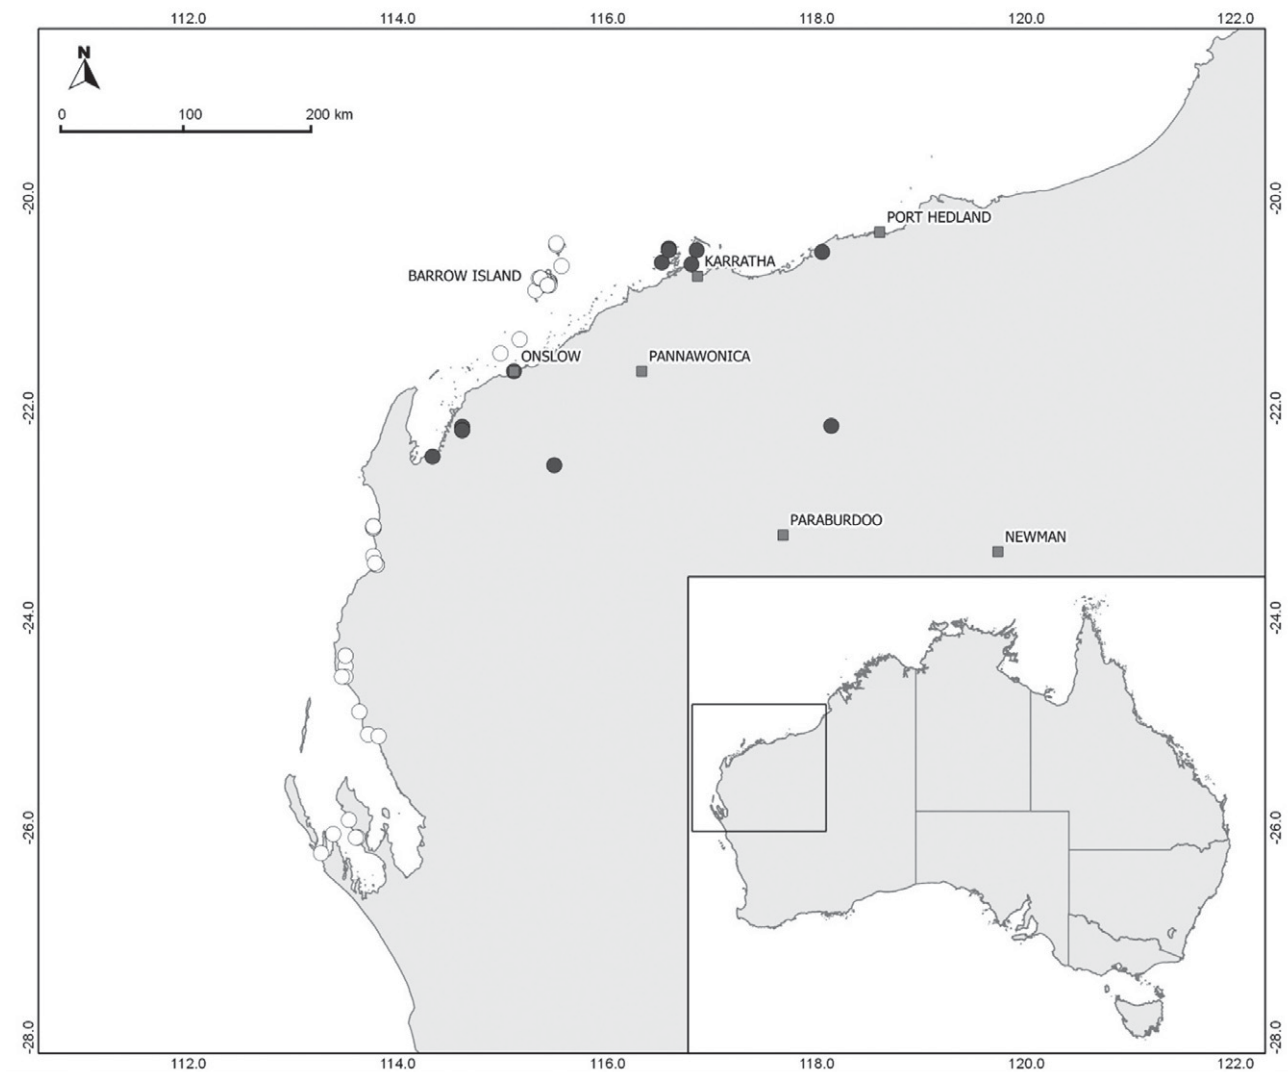 112.0 114.0 116.0 118.0 120.0 122.0
N
0 100 200 km
-20.0 -20.0
PORT HEDLAND
KARRATHA
BARROW ISLAND
ONSLOW PANNAWONICA
-22.0 -22.0
PARABURDOO
NEWMAN
-24.0 -24.0
-26.0 -26.0
-28.0 -28.0
112.0 114.0 116.0 118.0 120.0 122.0